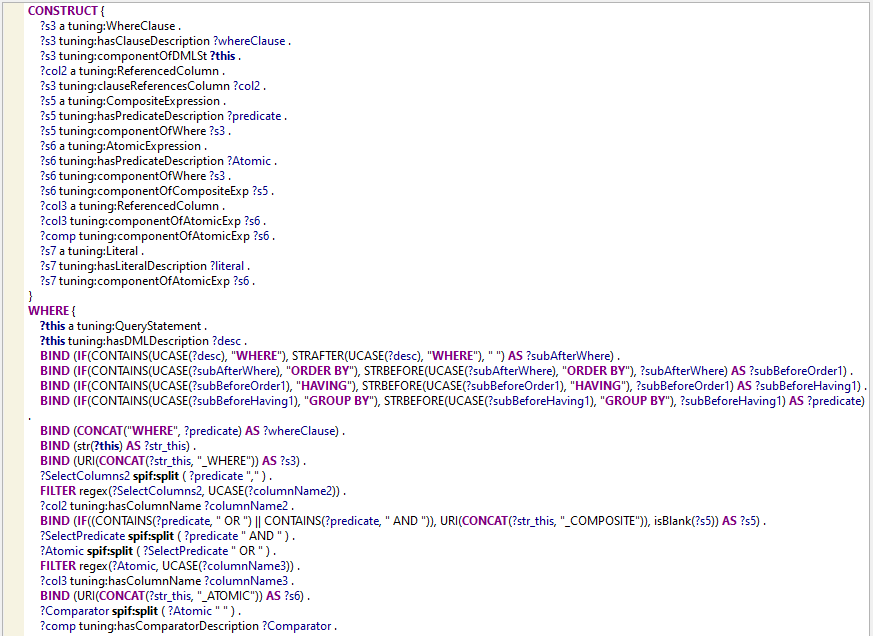 CONSTRUCT {
?s3 a tuning:WhereClause .
?s3 tuning:hasClauseDescription ?whereClause .
?s3 tuning:componentOfDMLSt ?this .
?col2 a tuning:ReferencedColumn .
?s3 tuning:clauseReferencesColumn ?col2 .
?s5 a tuning:CompositeExpression .
?s5 tuning:hasPredicateDescription ?predicate .
?s5 tuning:componentOfWhere ?s3 .
?s6 a tuning:AtomicExpression .
?s6 tuning:hasPredicateDescription ?Atomic .
?s6 tuning:componentOfWhere ?s3 .
?s6 tuning:componentOfCompositeExp ?s5 .
?col3 a tuning:ReferencedColumn .
?col3 tuning:componentOfAtomicExp ?s6 .
?comp tuning:componentOfAtomicExp ?s6 .
?s7 a tuning:Literal .
?s7 tuning:hasLiteralDescription ?literal .
?s7 tuning:componentOfAtomicExp ?s6 .
}
WHERE {
?this a tuning:QueryStatement .
?this tuning:hasDMLDescription ?desc .
BIND (IF(CONTAINS(UCASE(?desc), "WHERE"), STRAFTER(UCASE(?desc), "WHERE"), " ") AS ?subAfterWhere) .
BIND (IF(CONTAINS(UCASE(?subAfterWhere), "ORDER BY"), STRBEFORE(UCASE(?subAfterWhere), "ORDER BY"), ?subAfterWhere) AS ?subBeforeOrder1) .
BIND (IF(CONTAINS(UCASE(?subBeforeOrder1), "HAVING"), STRBEFORE(UCASE(?subBeforeOrder1), "HAVING"), ?subBeforeOrder1) AS ?subBeforeHaving1) .
BIND (IF(CONTAINS(UCASE(?subBeforeHaving1), "GROUP BY"), STRBEFORE(UCASE(?subBeforeHaving1), "GROUP BY"), ?subBeforeHaving1) AS ?predicate)
.
BIND (CONCAT("WHERE", ?predicate) AS ?whereClause) .
BIND (str(?this) AS ?str_this) .
BIND (URI(CONCAT(?str_this, "_WHERE")) AS ?s3) .
?SelectColumns2 spif:split ( ?predicate "," ) .
FILTER regex(?SelectColumns2, UCASE(?columnName2)) .
?col2 tuning:hasColumnName ?columnName2 .
BIND (IF((CONTAINS(?predicate, " OR ") || CONTAINS(?predicate, " AND ")), URI(CONCAT(?str_this, "_COMPOSITE")), isBlank(?s5)) AS ?s5) .
?SelectPredicate spif:split ( ?predicate " AND " ) .
?Atomic spif:split ( ?SelectPredicate " OR " ) .
FILTER regex(?Atomic, UCASE(?columnName3)) .
?col3 tuning:hasColumnName ?columnName3 .
BIND (URI(CONCAT(?str_this, "_ATOMIC")) AS ?s6) .
?Comparator spif:split ( ?Atomic " " ) .
?comp tuning:hasComparatorDescription ?Comparator .